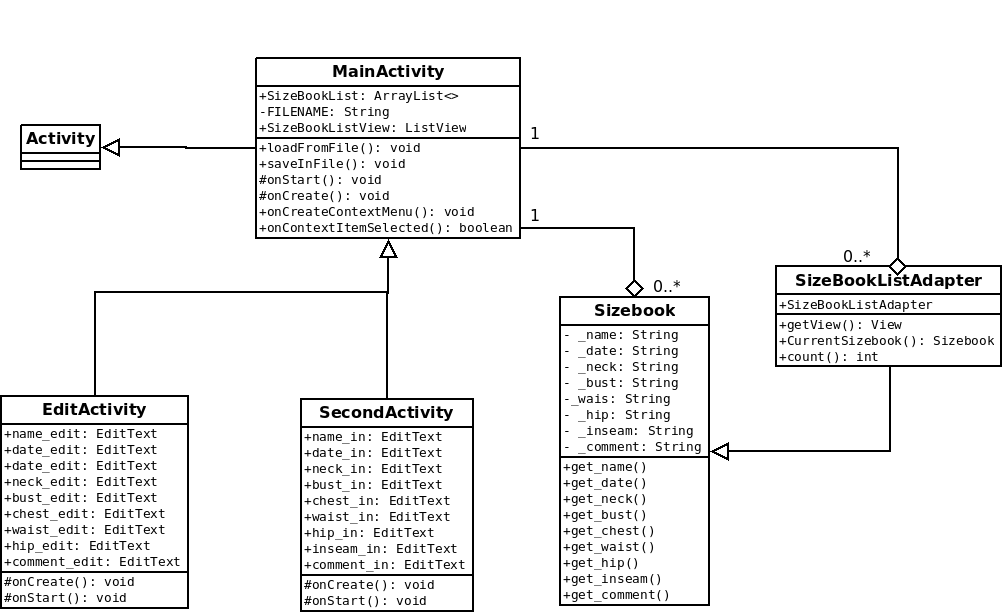 MainActivity
+SizeBookList: ArrayList<>
-FILENAME: String
+SizeBookListView: ListView
+loadFromFile(): void
+saveInFile(): void
#onStart(): void
#onCreate(): void
+onCreateContextMenu(): void
+onContextItemSelected(): boolean
Activity
1
1
0..*
0..*
SizeBookListAdapter
+SizeBookListAdapter
+getView(): View
+CurrentSizebook(): Sizebook
+count(): int
Sizebook
- _name: String
- _date: String
- _neck: String
- _bust: String
-_wais: String
- _hip: String
- _inseam: String
- _comment: String
+get_name()
+get_date()
+get_neck()
+get_bust()
+get_chest()
+get_waist()
+get_hip()
+get_inseam()
+get_comment()
EditActivity
+name_edit: EditText
+date_edit: EditText
+date_edit: EditText
+neck_edit: EditText
+bust_edit: EditText
+chest_edit: EditText
+waist_edit: EditText
+hip_edit: EditText
+comment_edit: EditText
#onCreate(): void
#onStart(): void
SecondActivity
+name_in: EditText
+date_in: EditText
+neck_in: EditText
+bust_in: EditText
+chest_in: EditText
+waist_in: EditText
+hip_in: EditText
+inseam_in: EditText
+comment_in: EditText
#onCreate(): void
#onStart(): void